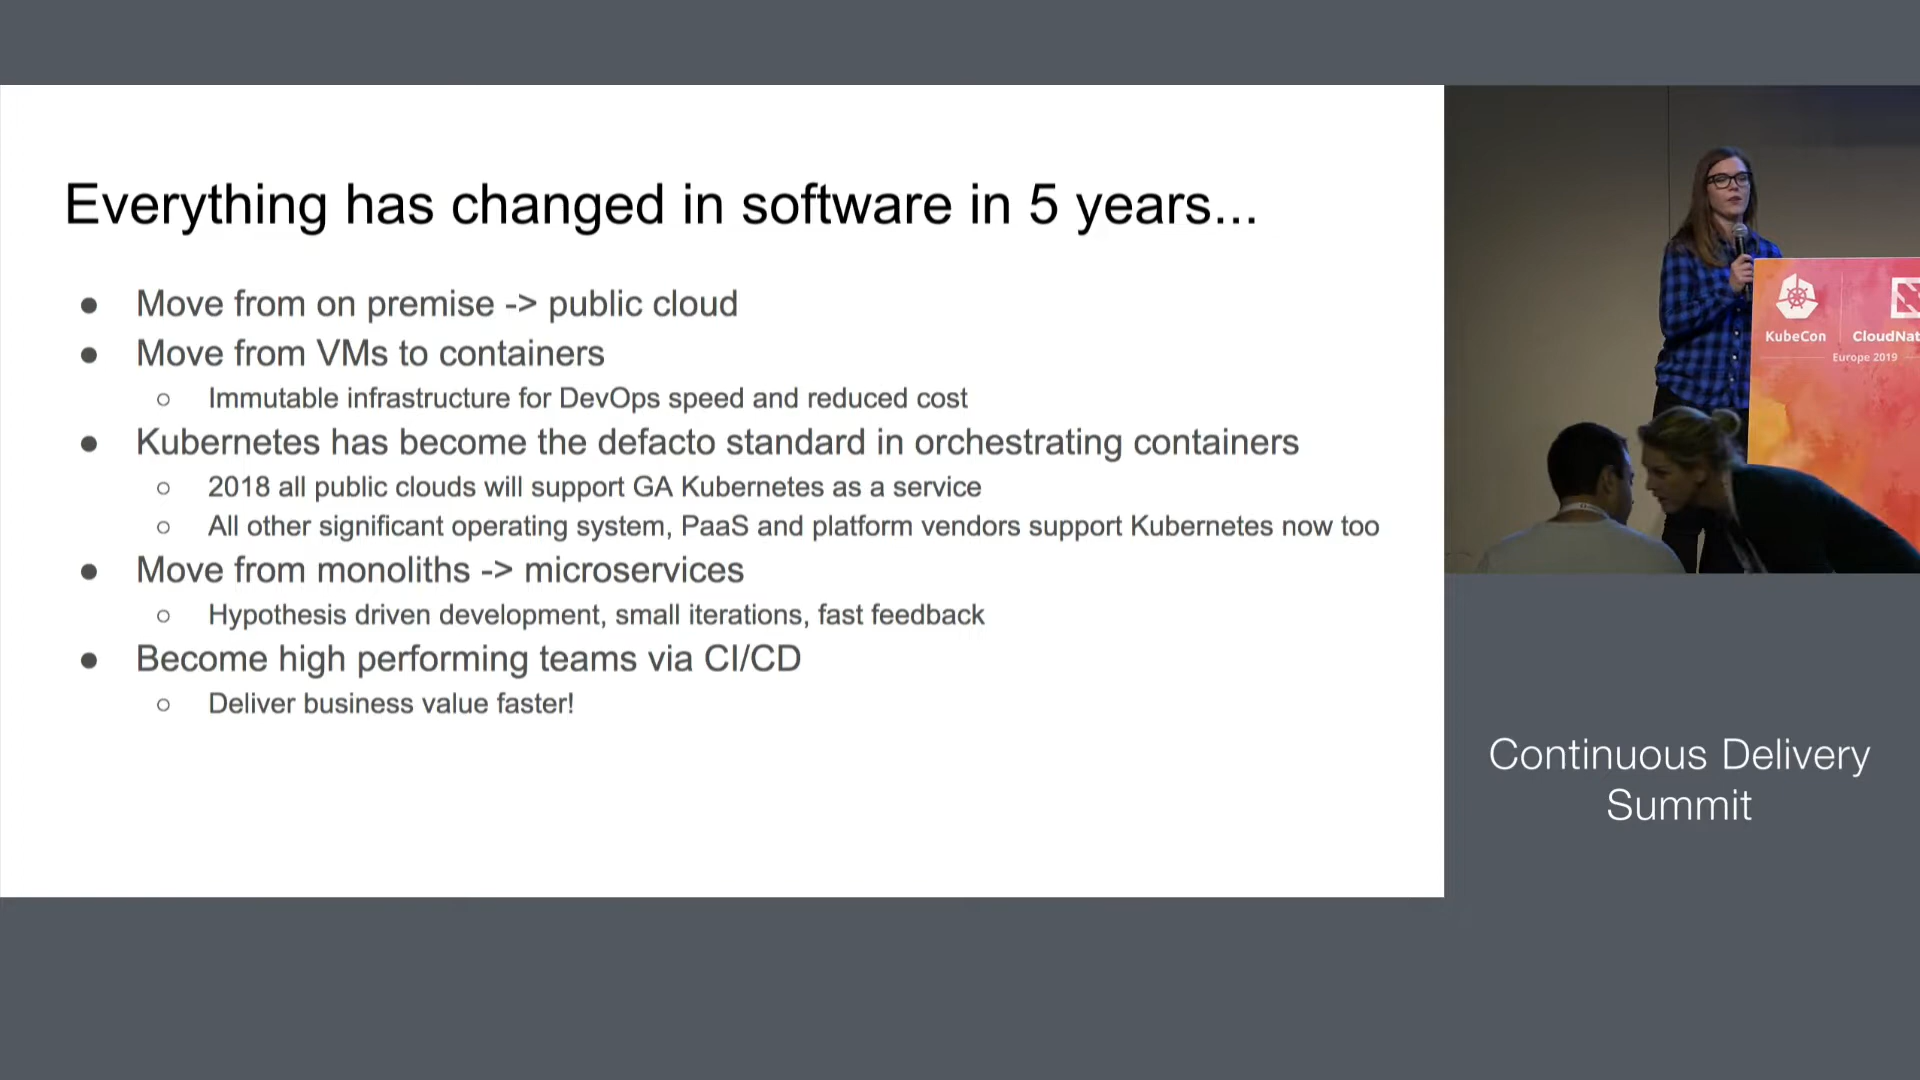 Everything has changed in software in 5 years...
● Move from on premise -> public cloud
● Move from VMs to containers
○ Immutable infrastructure for DevOps speed and reduced cost
● Kubernetes has become the defacto standard in orchestrating containers
○ 2018 all public clouds will support GA Kubernetes as a service
○ All other significant operating system, PaaS and platform vendors support Kubernetes now too
● Move from monoliths -> microservices
○ Hypothesis driven development, small iterations, fast feedback
● Become high performing teams via CI/CD
○ Deliver business value faster!
KubeCon
CloudNat
Europe 2019
Continuous Delivery
Summit